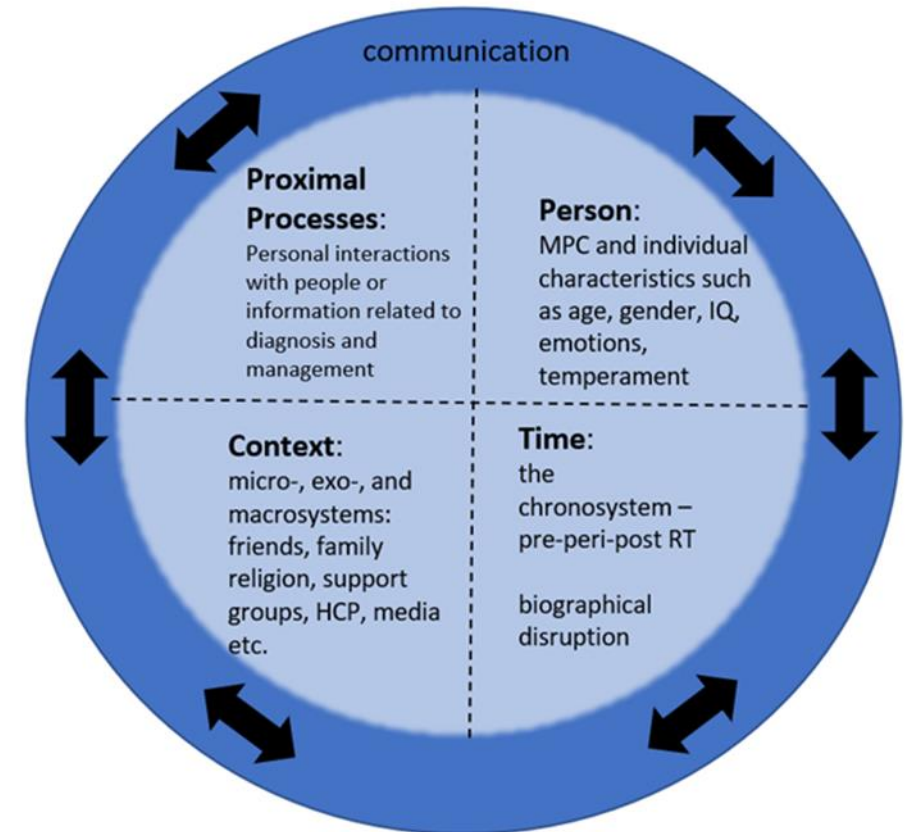 communication
Proximal
Processes:
Personal interactions
with people or
information related to
diagnosis and
management
Person:
MPC and individual
characteristics such
as age, gender, IQ,
emotions,
temperament
Context:
micro-, exo-, and
macrosystems:
friends, family
religion, support
groups, HCP, media
etc.
Time:
the
chronosystem –
pre-peri-post RT
biographical
disruption